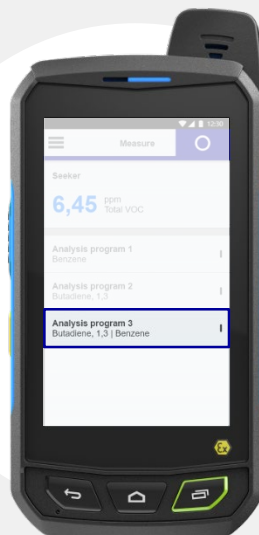 12:30
Measure
Seeker
6,45 ppm
Total VOC
Analysis program 1
Benzene
Analysis program 2
Butadiene, 1,3
Analysis program 3
Butadiene, 1,3 | Benzene
Ex